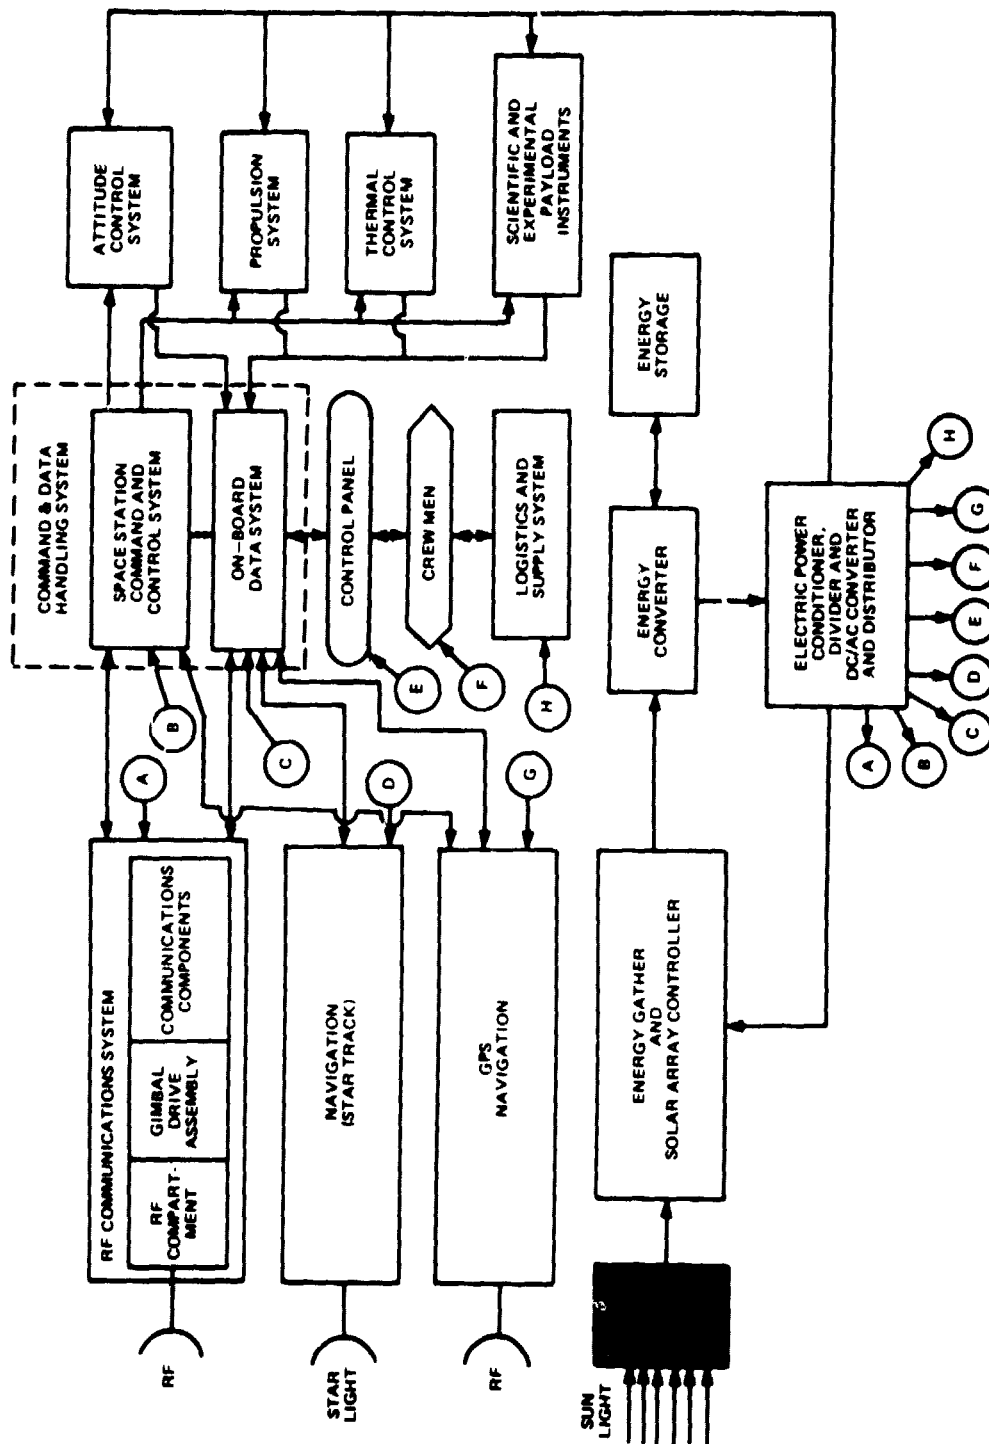 COMMAND & DATA
HANDLING SYSTEM
RF COMMUNICATIONS SYSTEM
RF
RF
COMPART-
MENT
GIMBAL
DRIVE
ASSEMBLY
COMMUNICATIONS
COMPONENTS
A
B
SPACE STATION
COMMAND AND
CONTROL SYSTEM
ATTITUDE
CONTROL
SYSTEM
ON-BOARD
DATA SYSTEM
PROPULSION
SYSTEM
STAR
LIGHT
NAVIGATION
(STAR TRACK)
C
D
CONTROL PANEL
E
THERMAL
CONTROL
SYSTEM
CREW MEN
F
RF
GPS
NAVIGATION
G
H
LOGISTICS AND
SUPPLY SYSTEM
SCIENTIFIC AND
EXPERIMENTAL
PAYLOAD
INSTRUMENTS
SUN
LIGHT
ENERGY GATHER
AND
SOLAR ARRAY CONTROLLER
ENERGY
CONVERTER
ENERGY
STORAGE
ELECTRIC POWER
CONDITIONER,
DIVIDER AND
DC/AC CONVERTER
AND DISTRIBUTOR
A
B
C
D
E
F
G
H